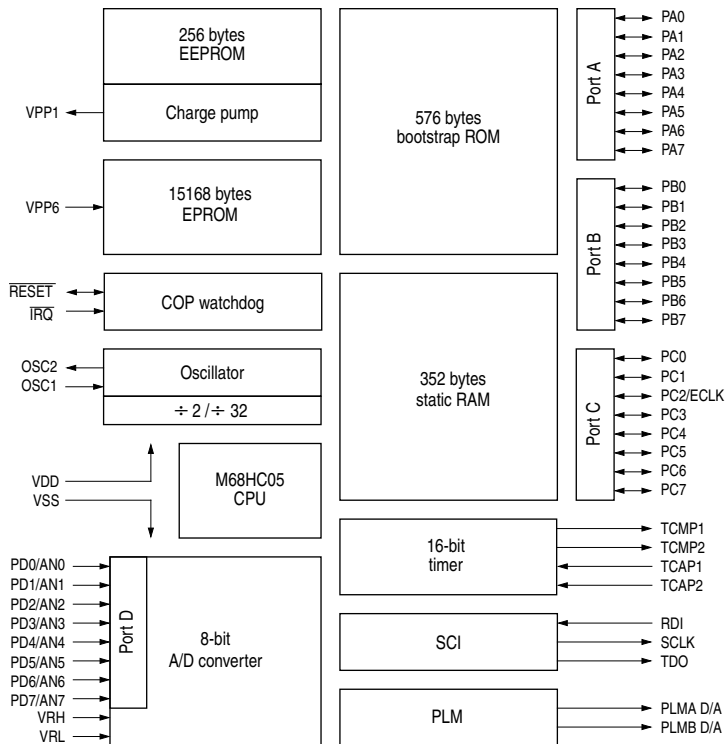 256 bytes
EEPROM
Charge pump
VPP1
15168 bytes
EPROM
VPP6
COP watchdog
RESET
IRQ
Oscillator
÷ 2 /÷ 32
OSC2
OSC1
M68HC05
CPU
VDD
VSS
PD0/AN0
PD1/AN1
PD2/AN2
PD3/AN3
PD4/AN4
PD5/AN5
PD6/AN6
PD7/AN7
VRH
VRL
Port D
8-bit
A/D converter
576 bytes
bootstrap ROM
352 bytes
static RAM
16-bit
timer
SCI
PLM
Port A
PA0
PA1
PA2
PA3
PA4
PA5
PA6
PA7
Port B
PB0
PB1
PB2
PB3
PB4
PB5
PB6
PB7
Port C
PC0
PC1
PC2/ECLK
PC3
PC4
PC5
PC6
PC7
TCMP1
TCMP2
TCAP1
TCAP2
RDI
SCLK
TDO
PLMA D/A
PLMB D/A